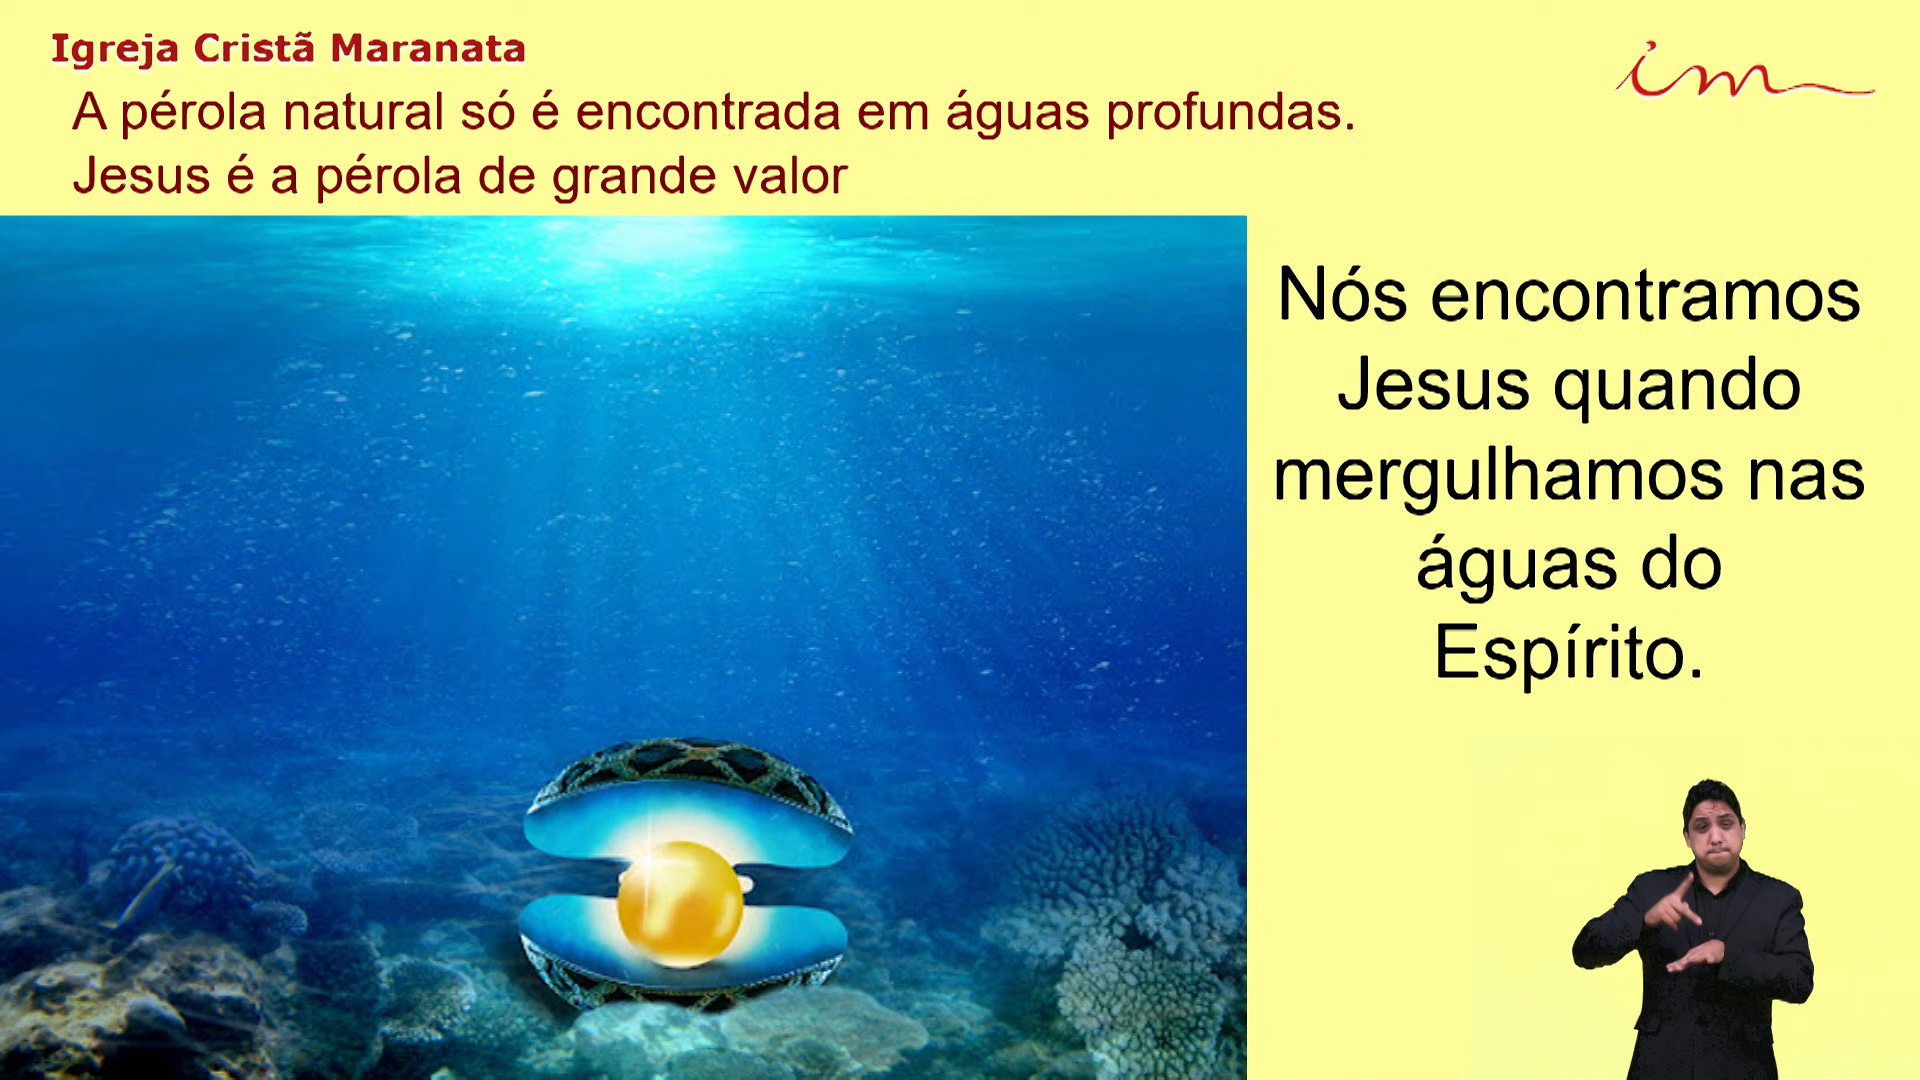 Igreja Cristã Maranata
im
A pérola natural só é encontrada em águas profundas.
Jesus é a pérola de grande valor
Nós encontramos
Jesus quando
mergulhamos nas
águas do
Espírito.